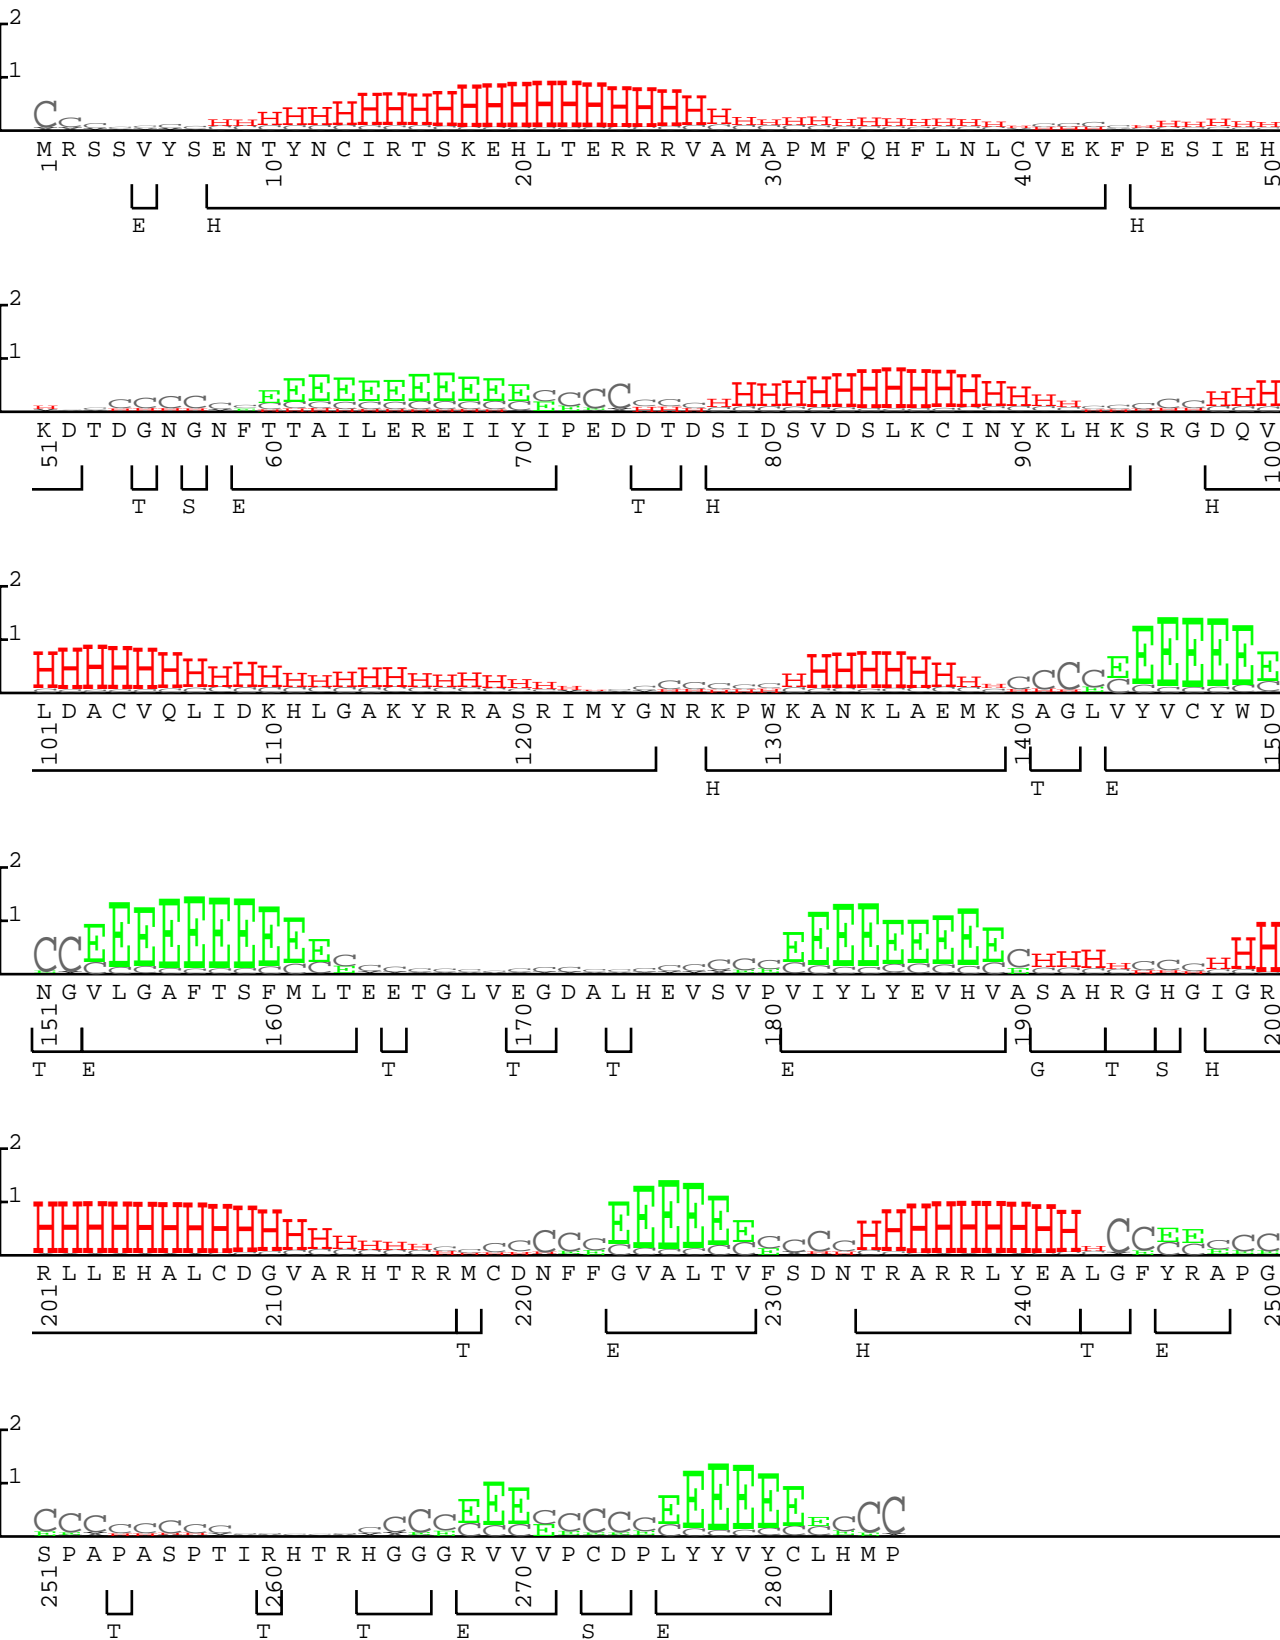 2
1
M R S S V Y S E N T Y N C I R T S K E H L T E R R R V A M A P M F Q H F L N L C V E K F P E S I E H
1 10 20 30 40 50
E H H
2
1
K D T D G N G N F T T A I L E R E I I Y I P E D D T D S I D S V D S L K C I N Y K L H K S R G D Q V
51 60 70 80 90 100
T S E T H H
2
1
L D A C V Q L I D K H L G A K Y R R A S R I M Y G N R K P W K A N K L A E M K S A G L V Y V C Y W D
101 110 120 130 140 150
H T E
2
1
N G V L G A F T S F M L T E E T G L V E G D A L H E V S V P V I Y L Y E V H V A S A H R G H G I G R
151 160 170 180 190 200
T E T T T E G T S H
2
1
R L L E H A L C D G V A R H T R R M C D N F F G V A L T V F S D N T R A R R L Y E A L G F Y R A P G
201 210 220 230 240 250
T E H T E
2
1
S P A P A S P T I R H T R H G G G R V V V P C D P L Y Y V Y C L H M P
251 260 270 280
T T T E S E